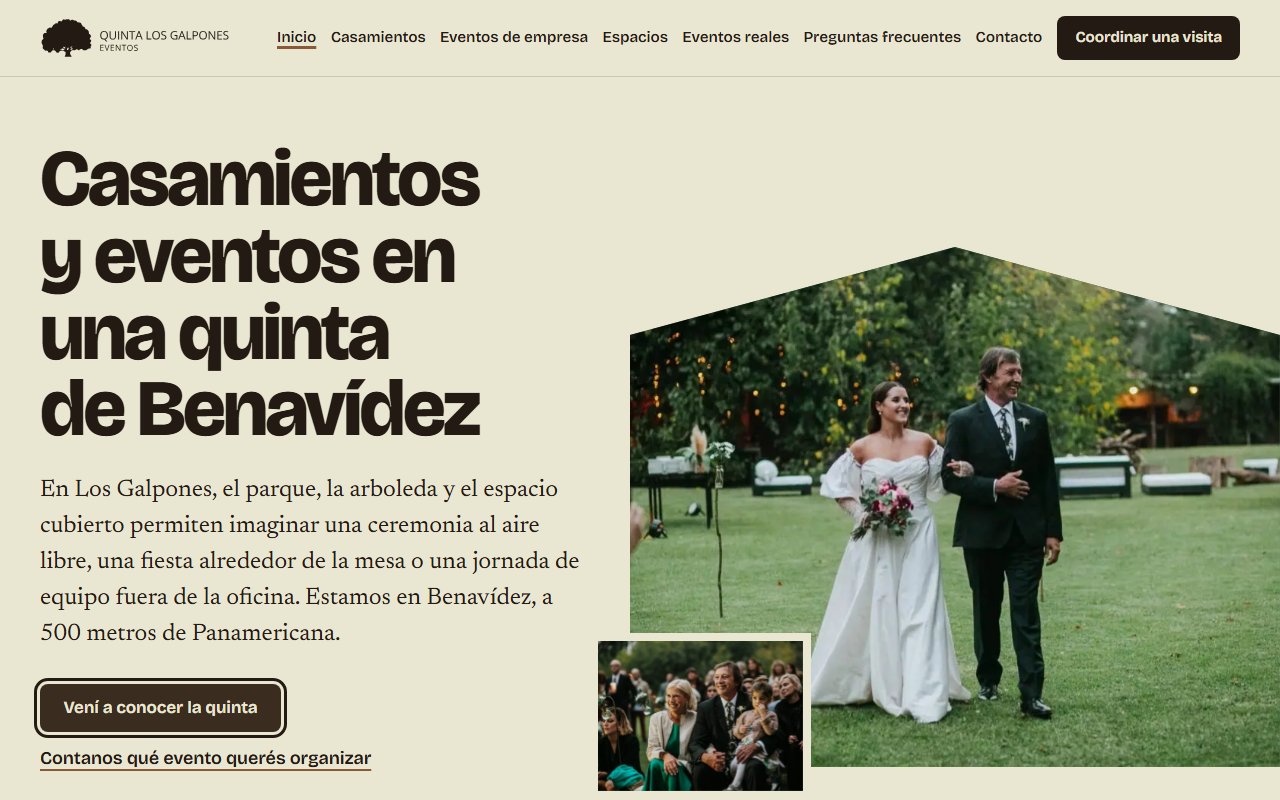 QUINTA LOS GALPONES
EVENTOS
Inicio
Casamientos
Eventos de empresa
Espacios
Eventos reales
Preguntas frecuentes
Contacto
Coordinar una visita
Casamientos
y eventos en
una quinta
de Benavídez
En Los Galpones, el parque, la arboleda y el espacio
cubierto permiten imaginar una ceremonia al aire
libre, una fiesta alrededor de la mesa o una jornada de
equipo fuera de la oficina. Estamos en Benavídez, a
500 metros de Panamericana.
Vení a conocer la quinta
Contanos qué evento querés organizar